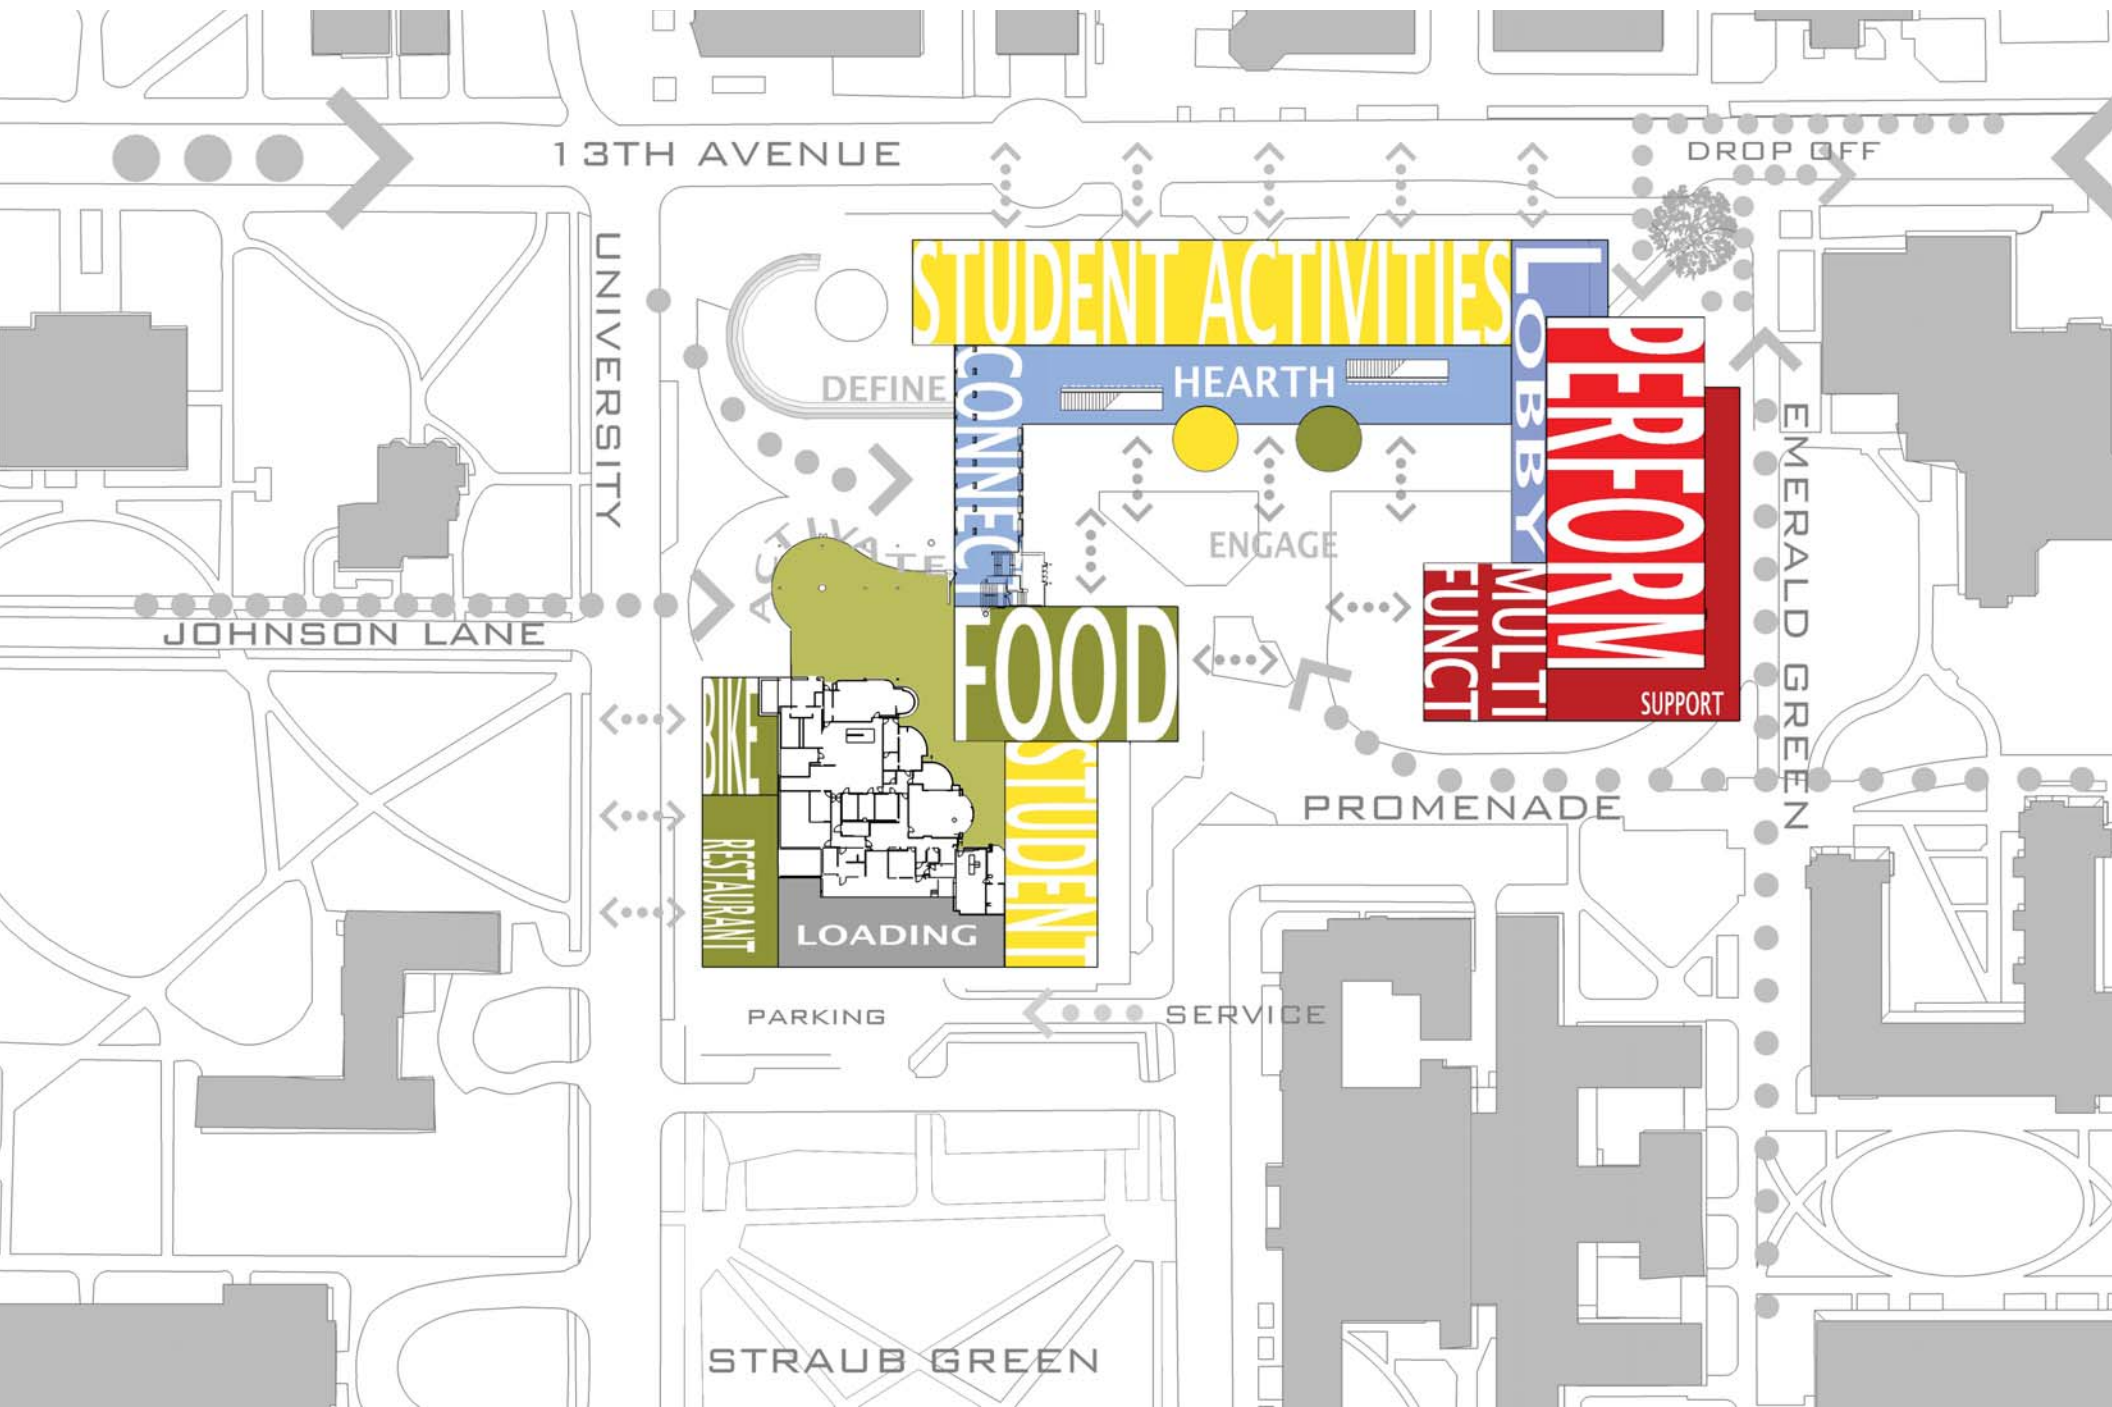 13TH AVENUE
DROP OFF
UNIVERSITY
STUDENT ACTIVITIES
LOBBY
PERFORM
HEARTH
CONNECT
DEFINE
EMERALD GREEN
ACTIVATE
ENGAGE
JOHNSON LANE
FOOD
MULTI
FUNCT
SUPPORT
BIKE
STUDENT
PROMENADE
RESTAURANT
LOADING
PARKING
SERVICE
STRAUB GREEN